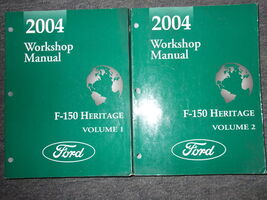 2004
Workshop
Manual
F-150 HERITAGE
VOLUME 1
Ford
2004
Workshop
Manual
F-150 HERITAGE
VOLUME 2
Ford